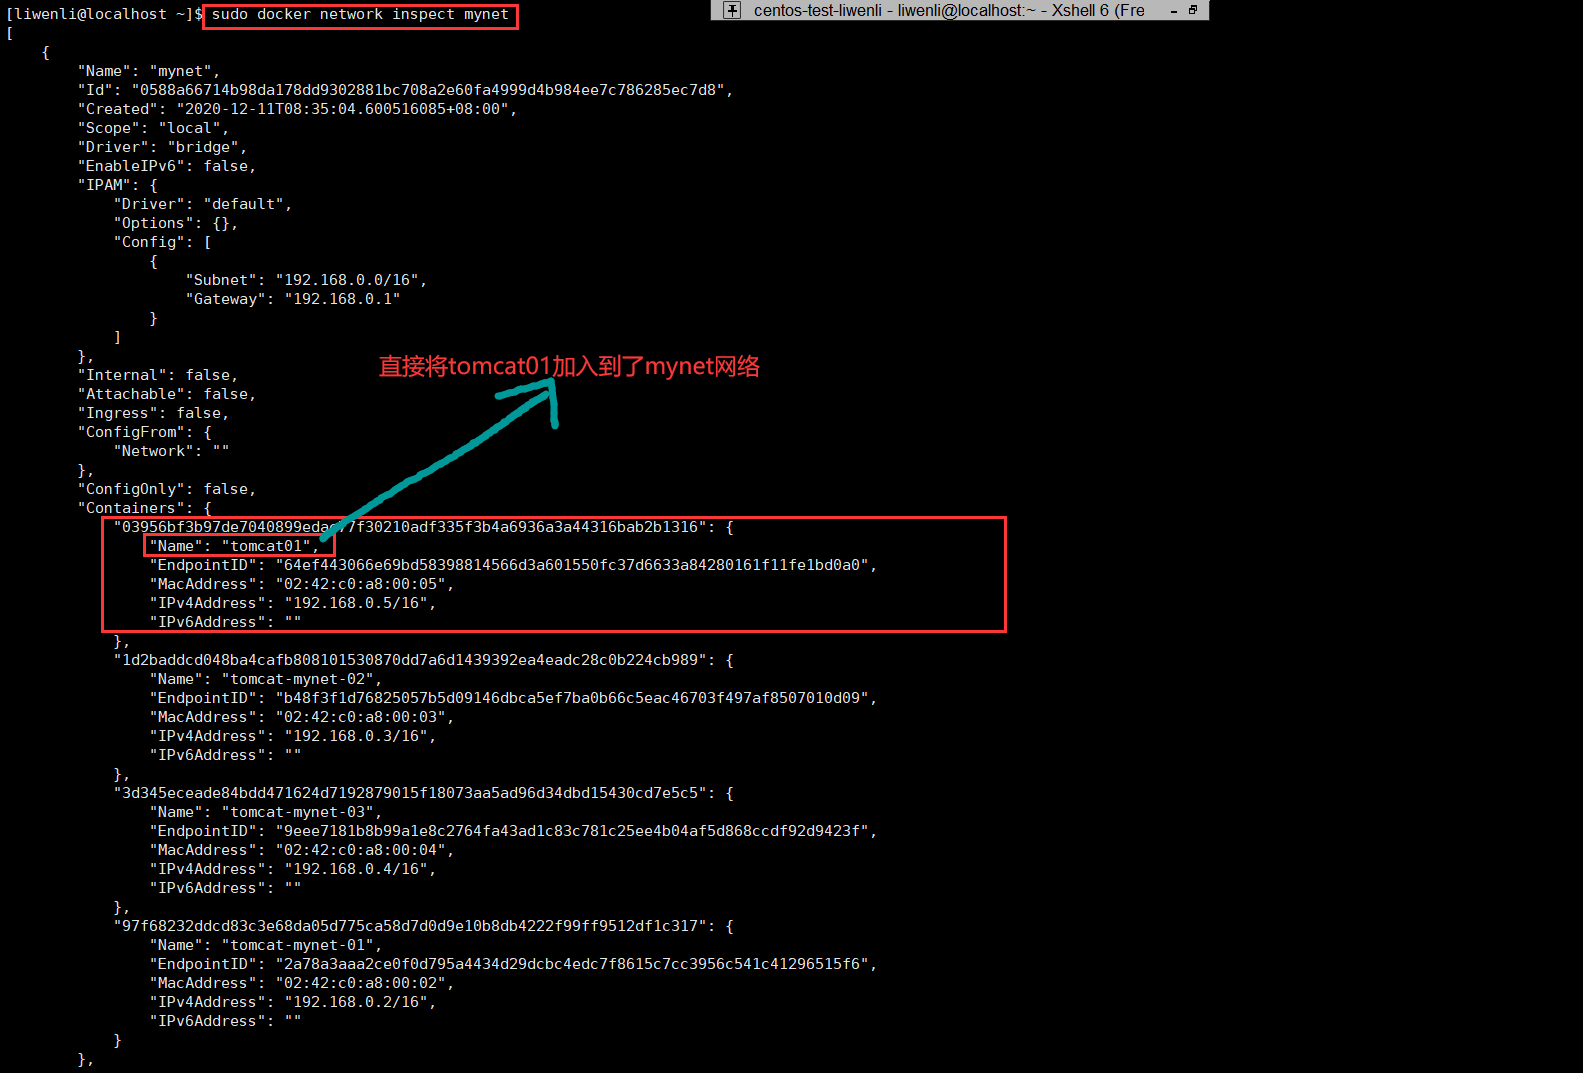 [liwenli@localhost ~]$ sudo docker network inspect mynet
centos-test-liwenli - liwenli@localhost:~ - Xshell 6 (Fre
[
{
"Name": "mynet",
"Id": "0588a66714b98da178dd9302881bc708a2e60fa4999d4b984ee7c786285ec7d8",
"Created": "2020-12-11T08:35:04.600516085+08:00",
"Scope": "local",
"Driver": "bridge",
"EnableIPv6": false,
"IPAM": {
"Driver": "default",
"Options": {},
"Config": [
{
"Subnet": "192.168.0.0/16",
"Gateway": "192.168.0.1"
}
]
},
直接将tomcat01加入到了mynet网络
"Internal": false,
"Attachable": false,
"Ingress": false,
"ConfigFrom": {
"Network": ""
},
"ConfigOnly": false,
"Containers": {
"03956bf3b97de7040899edac77f30210adf335f3b4a6936a3a44316bab2b1316": {
"Name": "tomcat01",
"EndpointID": "64ef443066e69bd58398814566d3a601550fc37d6633a84280161f11fe1bd0a0",
"MacAddress": "02:42:c0:a8:00:05",
"IPv4Address": "192.168.0.5/16",
"IPv6Address": ""
},
"1d2baddcd048ba4cafb808101530870dd7a6d1439392ea4eadc28c0b224cb989": {
"Name": "tomcat-mynet-02",
"EndpointID": "b48f3f1d76825057b5d09146dbca5ef7ba0b66c5eac46703f497af8507010d09",
"MacAddress": "02:42:c0:a8:00:03",
"IPv4Address": "192.168.0.3/16",
"IPv6Address": ""
},
"3d345eceade84bdd471624d7192879015f18073aa5ad96d34dbd15430cd7e5c5": {
"Name": "tomcat-mynet-03",
"EndpointID": "9eee7181b8b99a1e8c2764fa43ad1c83c781c25ee4b04af5d868ccdf92d9423f",
"MacAddress": "02:42:c0:a8:00:04",
"IPv4Address": "192.168.0.4/16",
"IPv6Address": ""
},
"97f68232ddcd83c3e68da05d775ca58d7d0d9e10b8db4222f99ff9512df1c317": {
"Name": "tomcat-mynet-01",
"EndpointID": "2a78a3aaa2ce0f0d795a4434d29dcbc4edc7f8615c7cc3956c541c41296515f6",
"MacAddress": "02:42:c0:a8:00:02",
"IPv4Address": "192.168.0.2/16",
"IPv6Address": ""
}
},